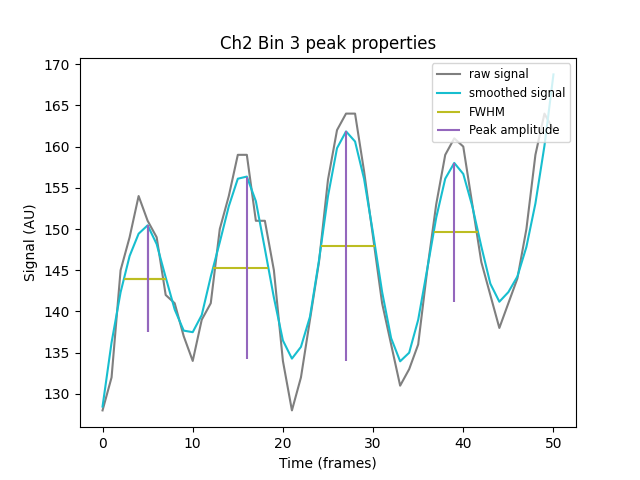 Ch2 Bin 3 peak properties
raw signal
smoothed signal
FWHM
Peak amplitude
Signal (AU)
170
165
160
155
150
145
140
135
130
0 10 20 30 40 50
Time (frames)